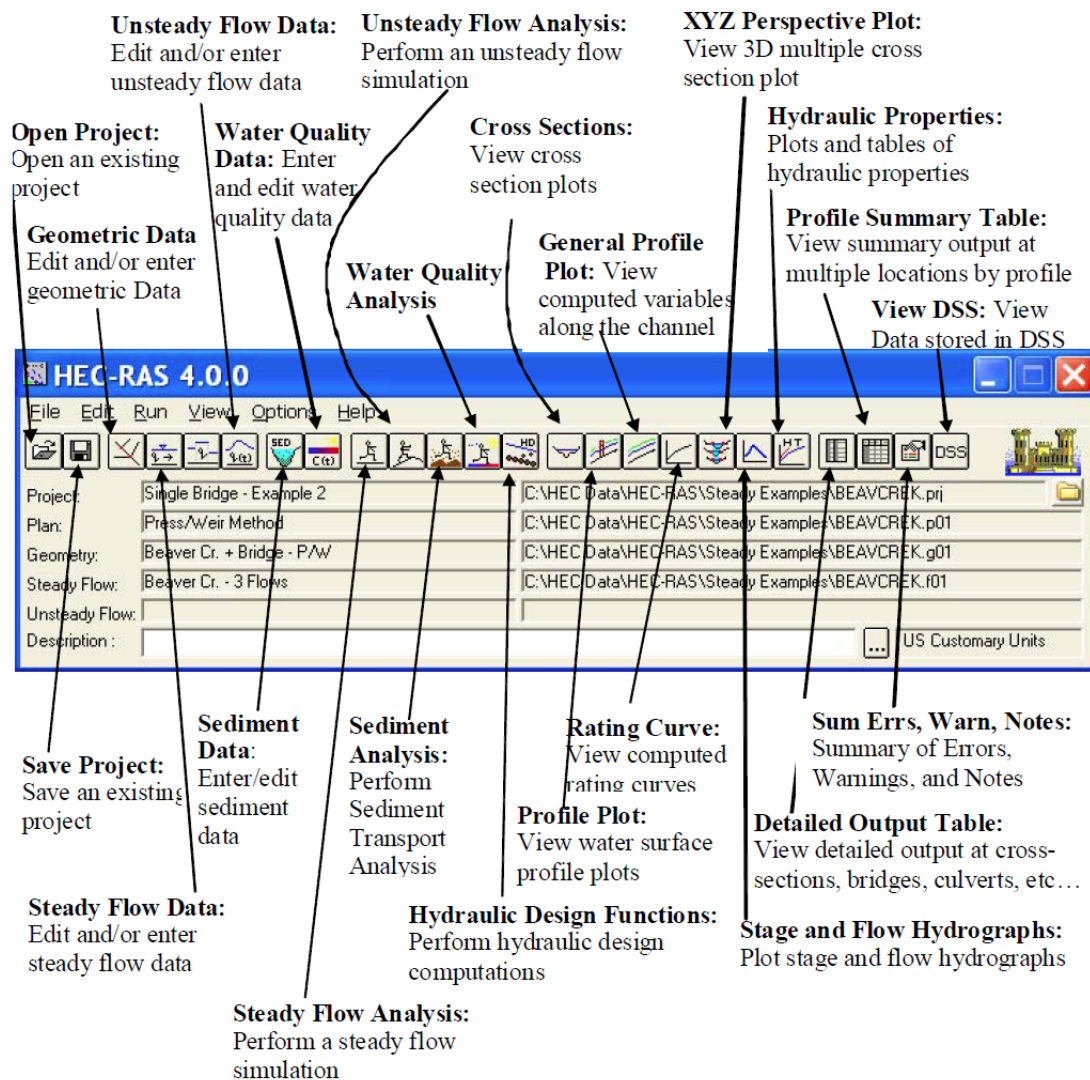 Unsteady Flow Data:
Edit and/or enter
unsteady flow data
Unsteady Flow Analysis:
Perform an unsteady flow
simulation
XYZ Perspective Plot:
View 3D multiple cross
section plot
Open Project:
Open an existing
project
Water Quality
Data: Enter
and edit water
quality data
Cross Sections:
View cross
section plots
Hydraulic Properties:
Plots and tables of
hydraulic properties
Geometric Data
Edit and/or enter
geometric Data
Water Quality
Analysis
General Profile
Plot: View
computed variables
along the channel
Profile Summary Table:
View summary output at
multiple locations by profile
View DSS: View
Data stored in DSS
HEC-RAS 4.0.0
File Edit Run View Options Help
SED C(t) HD HT DSS
Project: Single Bridge - Example 2 C:\HEC Data\HEC-RAS\Steady Examples\BEAVCREK.prj
Plan: Press/Weir Method C:\HEC Data\HEC-RAS\Steady Examples\BEAVCREK.p01
Geometry: Beaver Cr. + Bridge - P/W C:\HEC Data\HEC-RAS\Steady Examples\BEAVCREK.g01
Steady Flow: Beaver Cr. - 3 Flows C:\HEC Data\HEC-RAS\Steady Examples\BEAVCREK.f01
Unsteady Flow:
Description : ... US Customary Units
Save Project:
Save an existing
project
Sediment
Data:
Enter/edit
sediment
data
Sediment
Analysis:
Perform
Sediment
Transport
Analysis
Rating Curve:
View computed
rating curves
Sum Errs, Warn, Notes:
Summary of Errors,
Warnings, and Notes
Profile Plot:
View water surface
profile plots
Detailed Output Table:
View detailed output at cross-
sections, bridges, culverts, etc…
Steady Flow Data:
Edit and/or enter
steady flow data
Hydraulic Design Functions:
Perform hydraulic design
computations
Stage and Flow Hydrographs:
Plot stage and flow hydrographs
Steady Flow Analysis:
Perform a steady flow
simulation